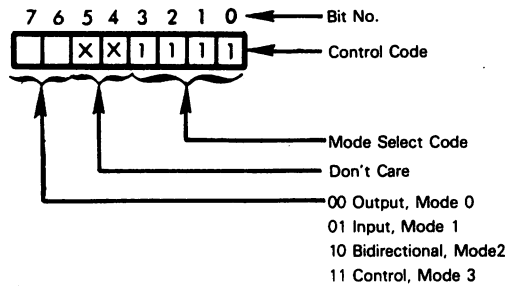 7 6 5 4 3 2 1 0 Bit No.
X X 1 1 1 1 Control Code
Mode Select Code
Don't Care
00 Output, Mode 0
01 Input, Mode 1
10 Bidirectional, Mode2
11 Control, Mode 3